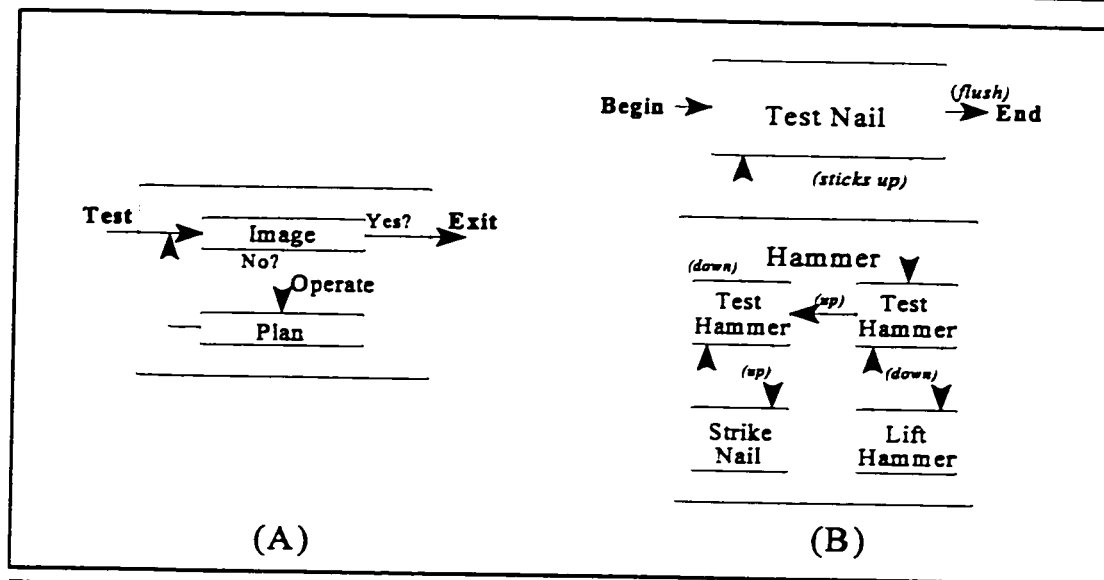 Test
Image
Yes?
Exit
No?
Operate
Plan
(A)
Begin
Test Nail
(flush)
End
(sticks up)
Hammer
(down)
Test
Hammer
(up)
Test
Hammer
(up)
(down)
Strike
Nail
Lift
Hammer
(B)